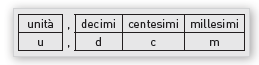 unità , decimi centesimi millesimi
u , d c m